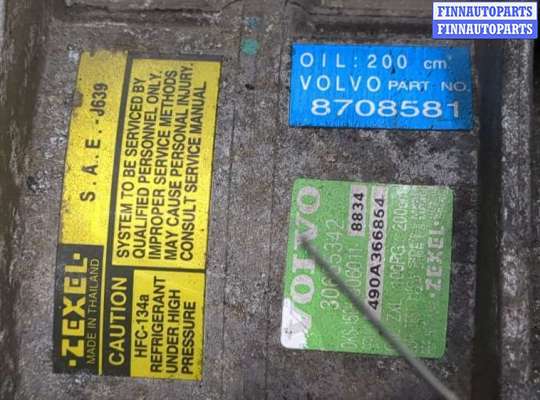 FINNAUTOPARTS
FINNAUTOPARTS
OIL:200 cm³
VOLVO PART NO.
8708581
S.A.E.-J639
SYSTEM TO BE SERVICED BY
QUALIFIED PERSONNEL ONLY.
IMPROPER SERVICE METHODS
MAY CAUSE PERSONAL INJURY.
CONSULT SERVICE MANUAL
·ZEXEL·
MADE IN THAILAND
CAUTION
HFC-134a
REFRIGERANT
UNDER HIGH
PRESSURE
VOLVO
8834
490A366854
·ZEXEL·